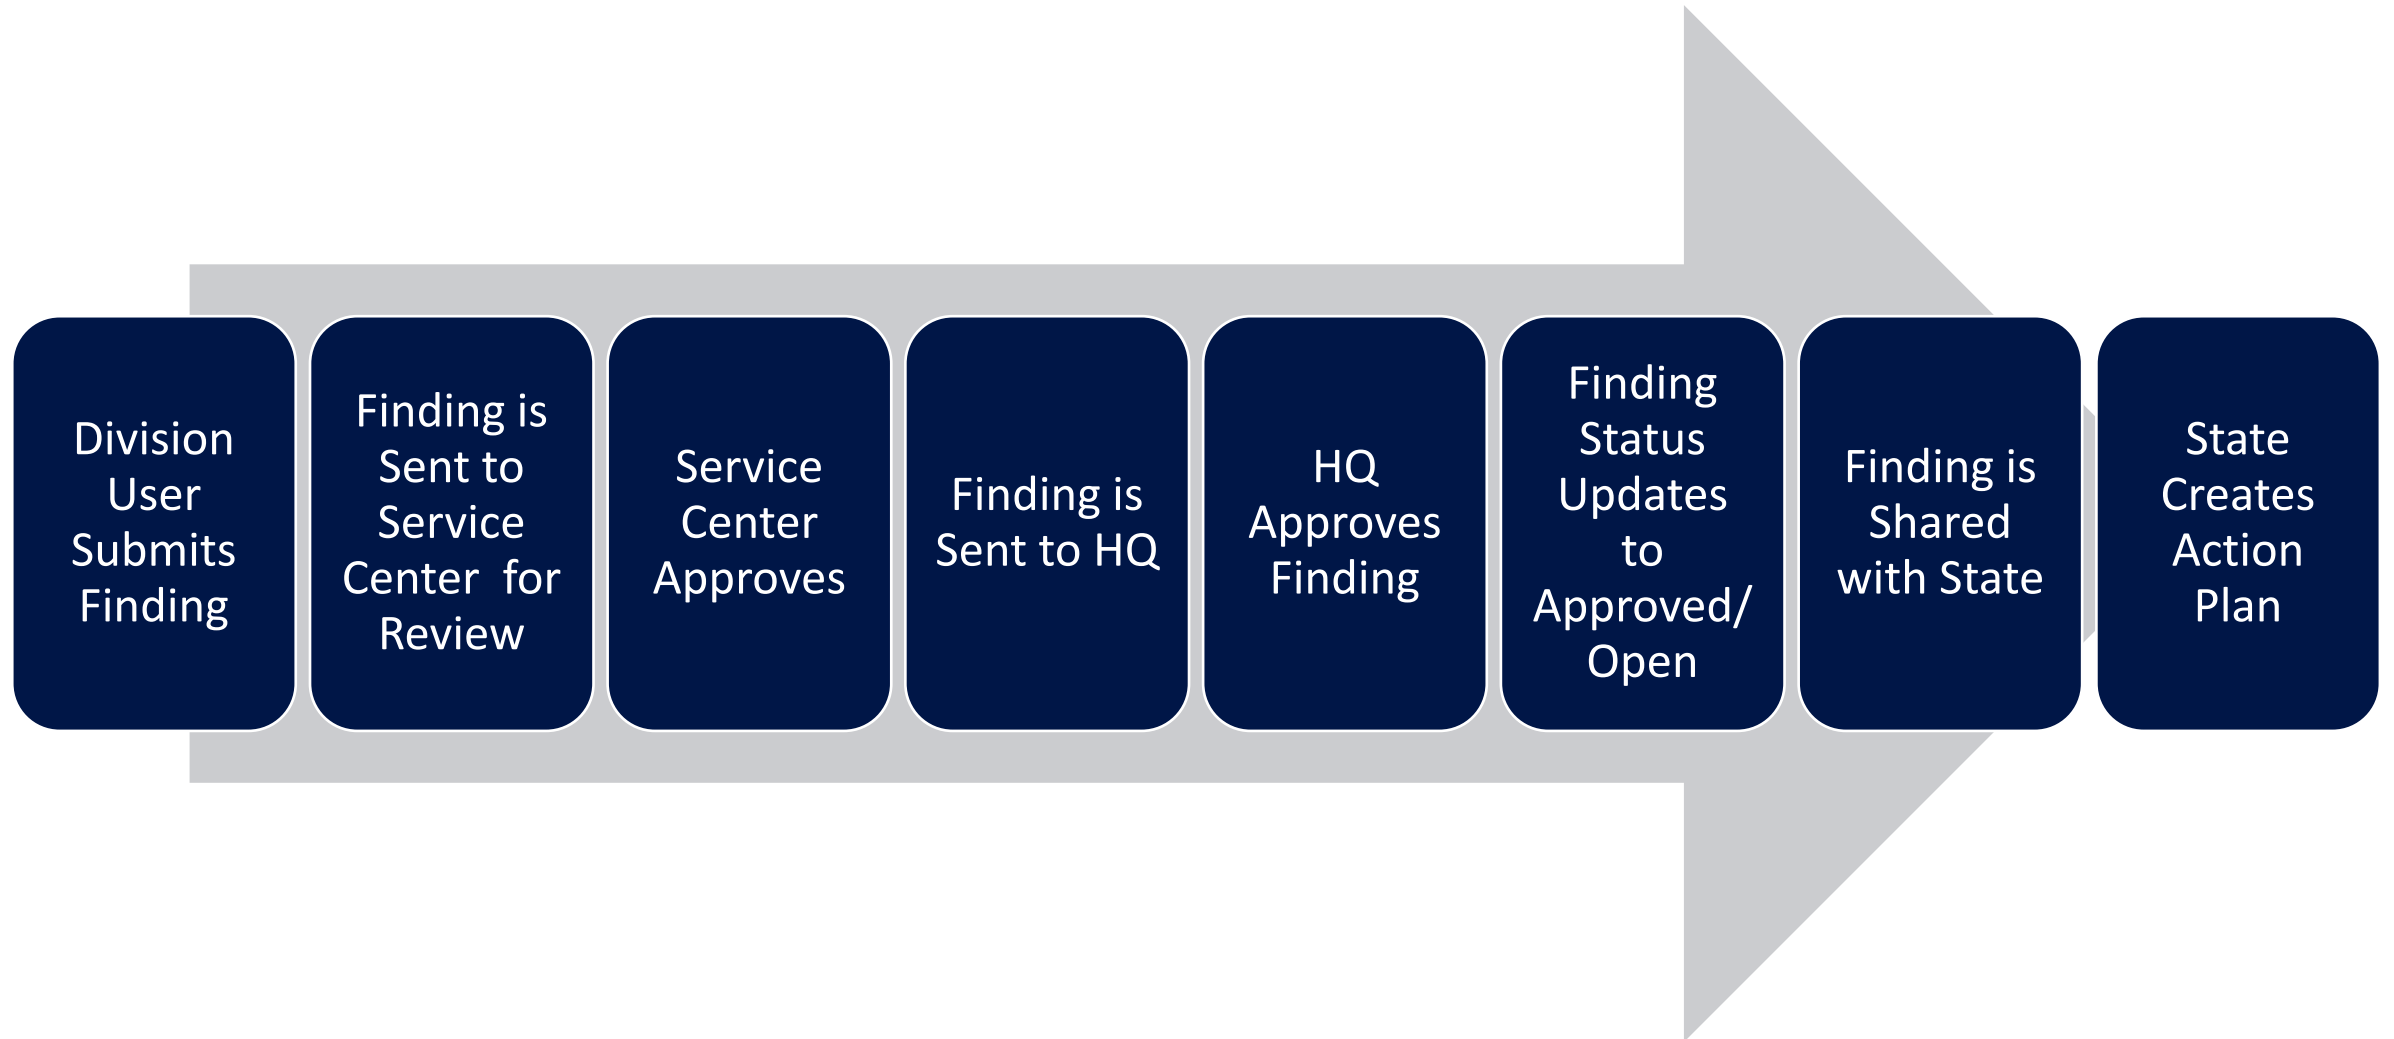 Division
User
Submits
Finding
Finding is
Sent to
Service
Center  for
Review
Service
Center
Approves
Finding is
Sent to HQ
HQ
Approves
Finding
Finding
Status
Updates
to
Approved/
Open
Finding is
Shared
with State
State
Creates
Action
Plan